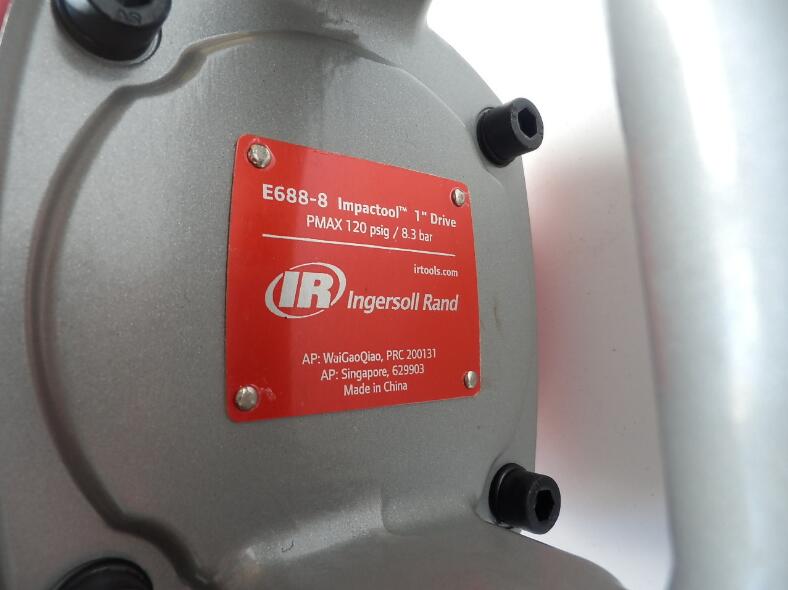 E688-8 Impactool™ 1" Drive
PMAX 120 psig / 8.3 bar
irtools.com
IR Ingersoll Rand
AP: WaiGaoQiao, PRC 200131
AP: Singapore, 629903
Made in China